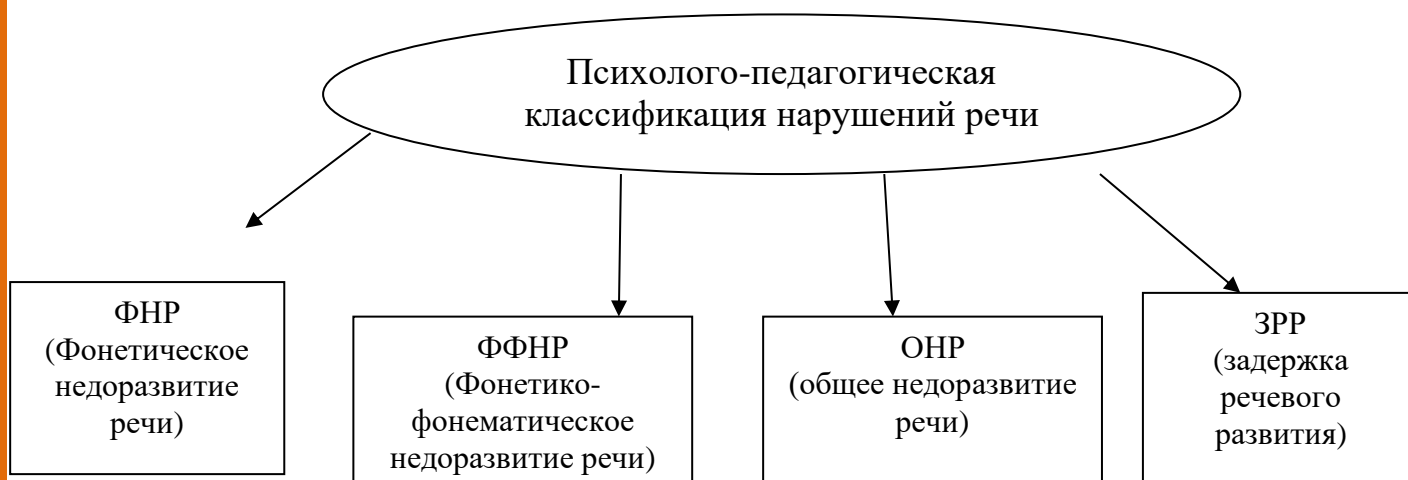 Психолого-педагогическая
классификация нарушений речи
ФНР
(Фонетическое
недоразвитие
речи)
ФФНР
(Фонетико-
фонематическое
недоразвитие речи)
ОНР
(общее недоразвитие
речи)
ЗРР
(задержка
речевого
развития)